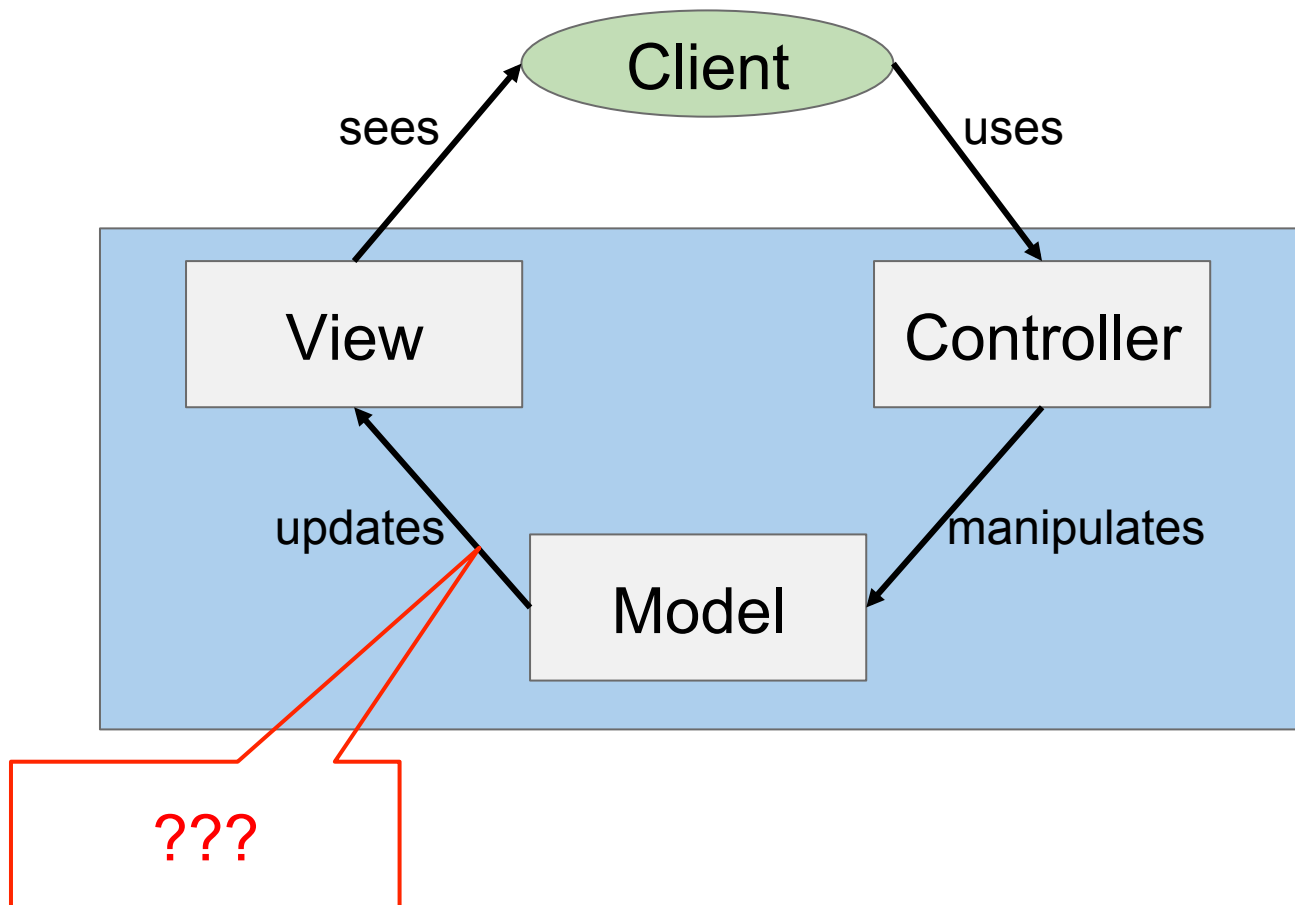 Client
sees
uses
View
Controller
updates
manipulates
Model
???